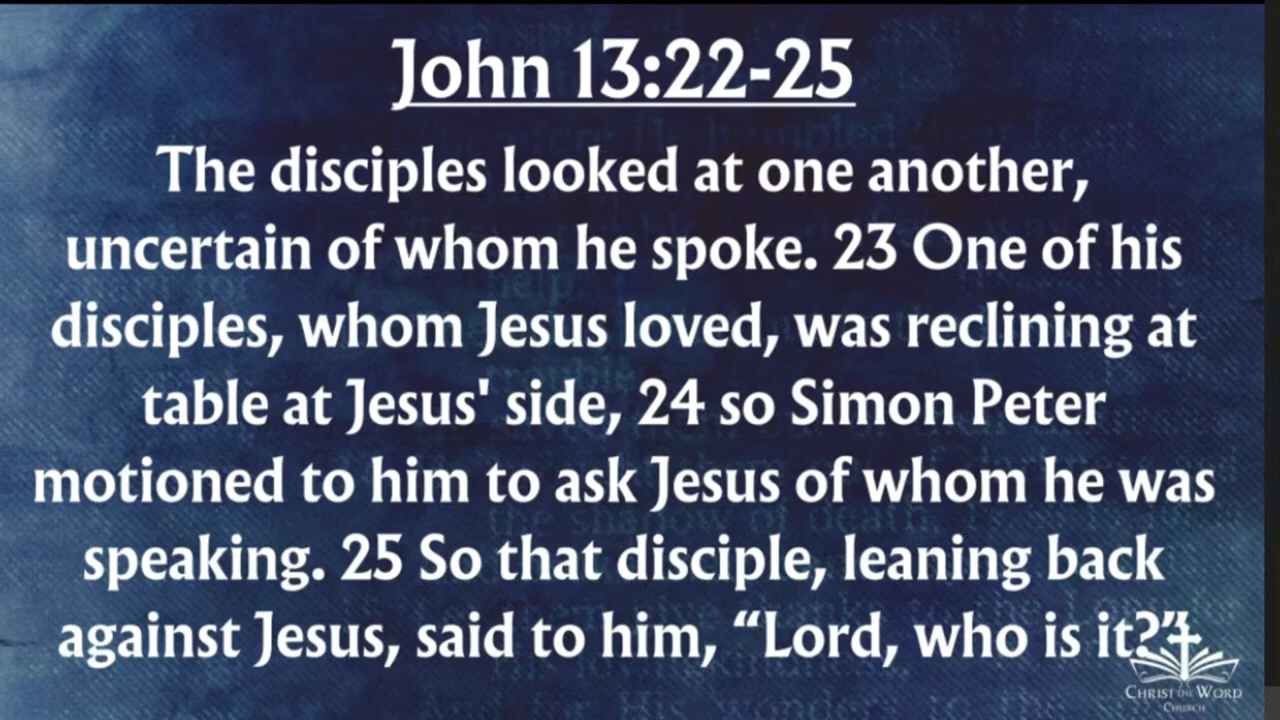 John 13:22-25
The disciples looked at one another,
uncertain of whom he spoke. 23 One of his
disciples, whom Jesus loved, was reclining at
table at Jesus' side, 24 so Simon Peter
motioned to him to ask Jesus of whom he was
speaking. 25 So that disciple, leaning back
against Jesus, said to him, “Lord, who is it?”
CHRIST THE WORD
CHURCH